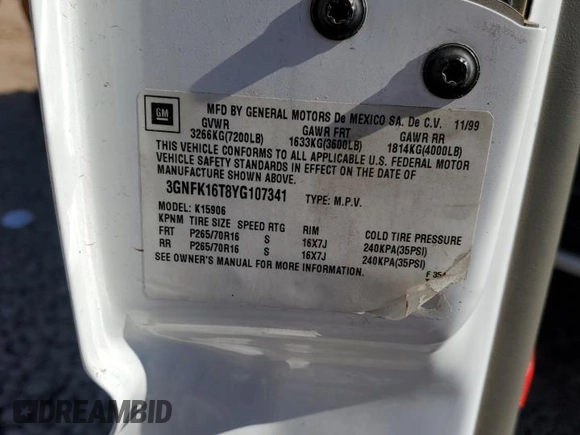 GM
MFD BY GENERAL MOTORS De MEXICO SA. De C.V. 11/99
GVWR GAWR FRT GAWR RR
3266KG(7200LB) 1633KG(3600LB) 1814KG(4000LB)
THIS VEHICLE CONFORMS TO ALL APPLICABLE U.S. FEDERAL MOTOR
VEHICLE SAFETY STANDARDS IN EFFECT ON THE DATE OF
MANUFACTURE SHOWN ABOVE.
3GNFK16T8YG107341 TYPE: M.P.V.
MODEL: K15906
KPNM TIRE SIZE SPEED RTG RIM COLD TIRE PRESSURE
FRT P265/70R16 S 16X7J 240KPA(35PSI)
RR P265/70R16 S 16X7J 240KPA(35PSI)
SEE OWNER'S MANUAL FOR MORE INFORMATION.
DREAMBID